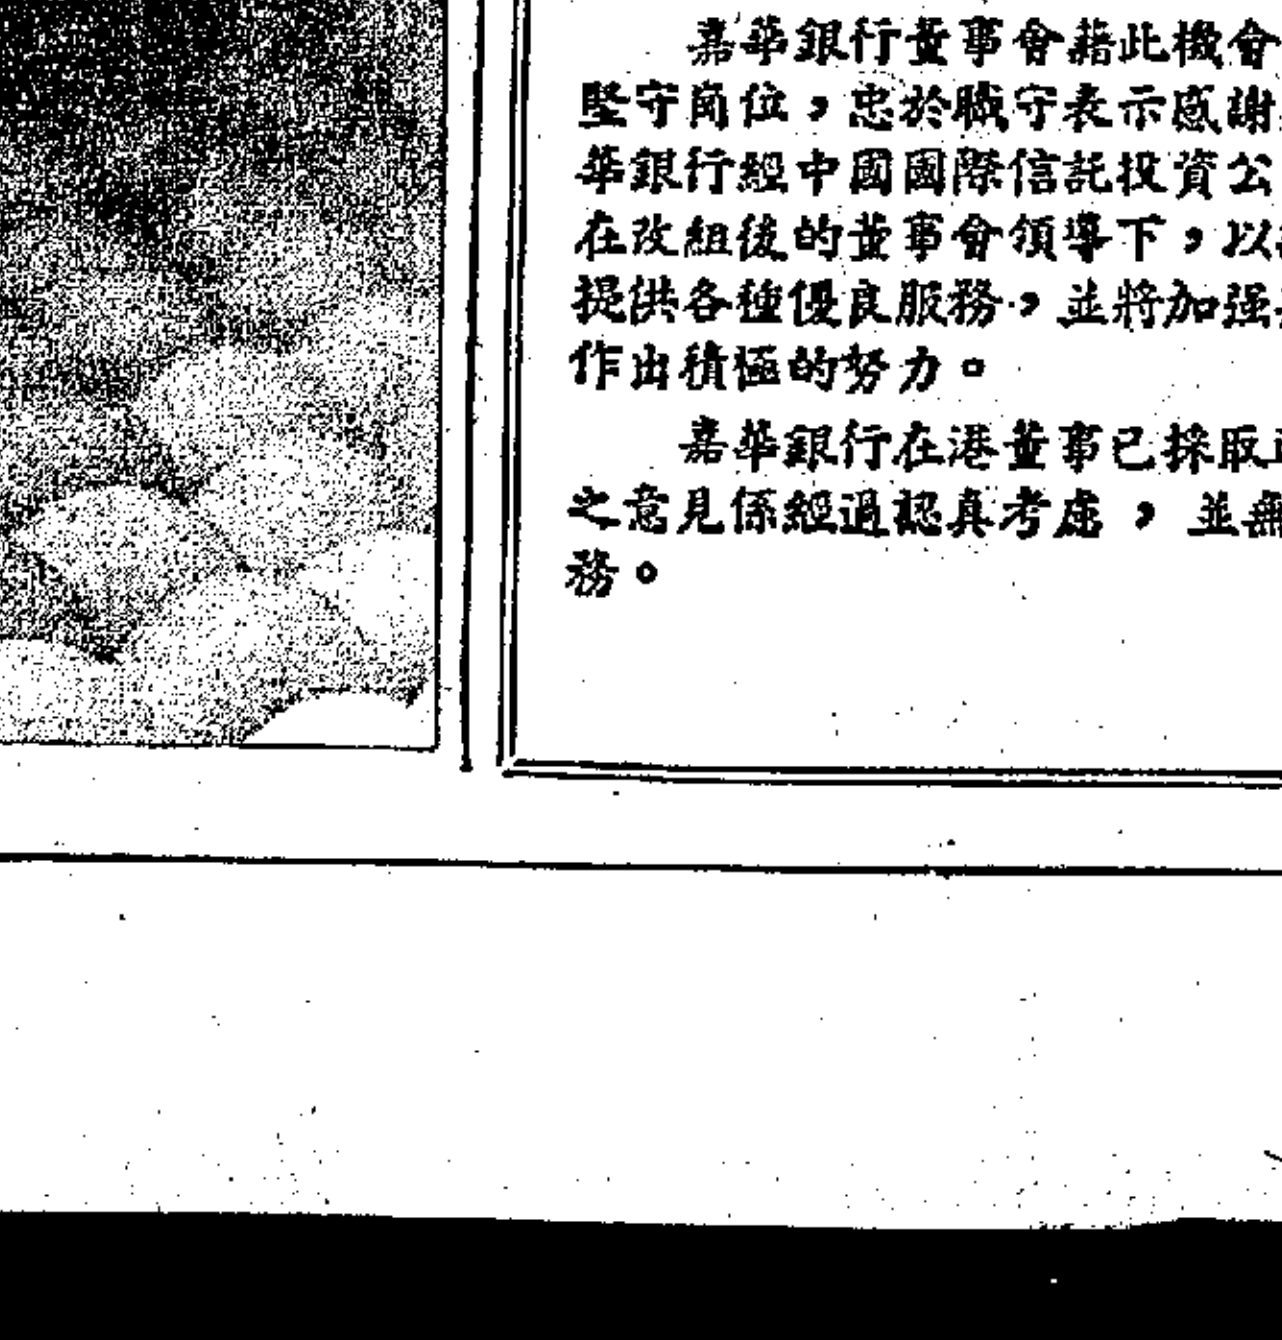 嘉華銀行董事會藉此機會
堅守崗位，忠於職守表示感謝
華銀行經中國國際信託投資公
在改組後的董事會領導下，以
提供各種優良服務，並將加强
作出積極的努力。
嘉華銀行在港董事已採取
之意見係經過認真考慮，並無
務。